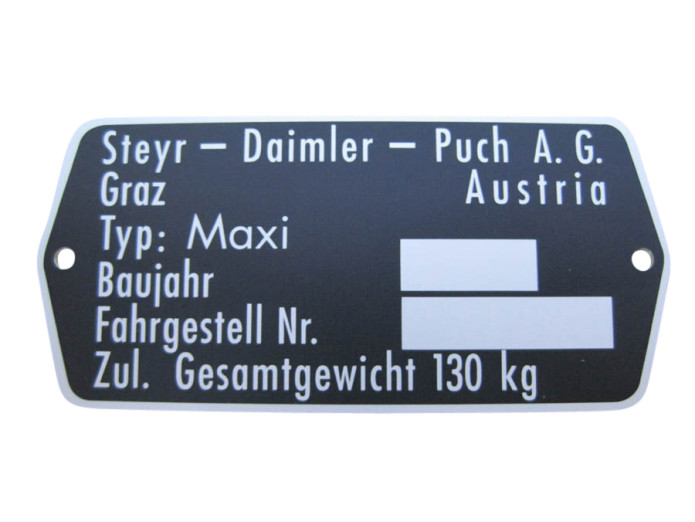 Steyr – Daimler – Puch A. G.
Graz Austria
Typ: Maxi
Baujahr
Fahrgestell Nr.
Zul. Gesamtgewicht 130 kg